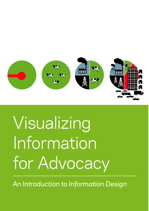 Visualizing
Information
for Advocacy
An Introduction to Information Design